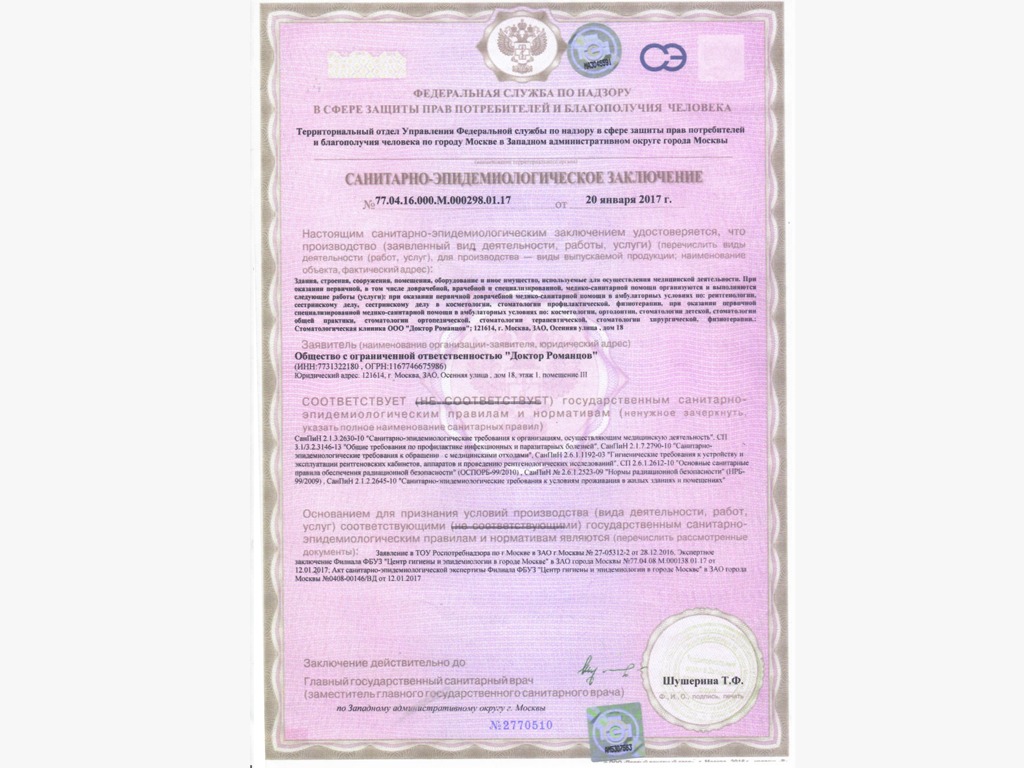 СЭ
ФЕДЕРАЛЬНАЯ СЛУЖБА ПО НАДЗОРУ
В СФЕРЕ ЗАЩИТЫ ПРАВ ПОТРЕБИТЕЛЕЙ И БЛАГОПОЛУЧИЯ ЧЕЛОВЕКА
Территориальный отдел Управления Федеральной службы по надзору в сфере защиты прав потребителей
и благополучия человека по городу Москве в Западном административном округе города Москвы
(наименование территориального органа)
САНИТАРНО-ЭПИДЕМИОЛОГИЧЕСКОЕ ЗАКЛЮЧЕНИЕ
№ 77.04.16.000.М.000298.01.17 от 20 января 2017 г.
Настоящим санитарно-эпидемиологическим заключением удостоверяется, что
производство (заявленный вид деятельности, работы, услуги) (перечислить виды
деятельности (работ, услуг), для производства — виды выпускаемой продукции; наименование
объекта, фактический адрес):
Здания, строения, сооружения, помещения, оборудование и иное имущество, используемые для осуществления медицинской деятельности. При
оказании первичной, в том числе доврачебной, врачебной и специализированной, медико-санитарной помощи организуются и выполняются
следующие работы (услуги): при оказании первичной доврачебной медико-санитарной помощи в амбулаторных условиях по: рентгенологии,
сестринскому делу, сестринскому делу в косметологии, стоматологии профилактической, физиотерапии, при оказании первичной
специализированной медико-санитарной помощи в амбулаторных условиях по: косметологии, ортодонтии, стоматологии детской, стоматологии
общей практики, стоматологии ортопедической, стоматологии терапевтической, стоматологии хирургической, физиотерапии.:
Стоматологическая клиника ООО "Доктор Романцов"; 121614, г. Москва, ЗАО, Осенняя улица , дом 18
Заявитель (наименование организации-заявителя, юридический адрес)
Общество с ограниченной ответственностью "Доктор Романцов"
(ИНН:7731322180 , ОГРН:1167746675986)
Юридический адрес. 121614, г Москва, ЗАО, Осенняя улица , дом 18, этаж 1, помещение III
СООТВЕТСТВУЕТ (НЕ СООТВЕТСТВУЕТ) государственным санитарно-
эпидемиологическим правилам и нормативам (ненужное зачеркнуть,
указать полное наименование санитарных правил)
СанПиН 2.1.3.2630-10 "Санитарно-эпидемиологические требования к организациям, осуществляющим медицинскую деятельность", СП
3.1/3.2.3146-13 "Общие требования по профилактике инфекционных и паразитарных болезней", СанПиН 2.1.7.2790-10 "Санитарно-
эпидемиологические требования к обращению с медицинскими отходами", СанПиН 2.6.1.1192-03 "Гигиенические требования к устройству и
эксплуатации рентгеновских кабинетов, аппаратов и проведению рентгенологических исследований", СП 2.6.1.2612-10 "Основные санитарные
правила обеспечения радиационной безопасности" (ОСПОРБ-99/2010) , СанПиН № 2.6.1.2523-09 "Нормы радиационной безопасности" (НРБ-
99/2009) , СанПиН 2.1.2.2645-10 "Санитарно-эпидемиологические требования к условиям проживания в жилых зданиях и помещениях"
Основанием для признания условий производства (вида деятельности, работ,
услуг) соответствующими (не соответствующими) государственным санитарно-
эпидемиологическим правилам и нормативам являются (перечислить рассмотренные
документы): Заявление в ТОУ Роспотребнадзора по г Москве в ЗАО г Москвы № 27-05312-2 от 28.12.2016, Экспертное
заключение Филиала ФБУЗ "Центр гигиены и эпидемиологии в городе Москве" в ЗАО города Москвы №77.04.08.М.000138.01.17 от
12.01.2017; Акт санитарно-эпидемиологической экспертизы Филиала ФБУЗ "Центр гигиены и эпидемиологии в городе Москве" в ЗАО города
Москвы №0408-00146/ВД от 12.01.2017
Заключение действительно до
Главный государственный санитарный врач
(заместитель главного государственного санитарного врача)
по Западному административному округу г. Москвы
Шушерина Т.Ф.
Ф., И., О., подпись, печать
№2770510